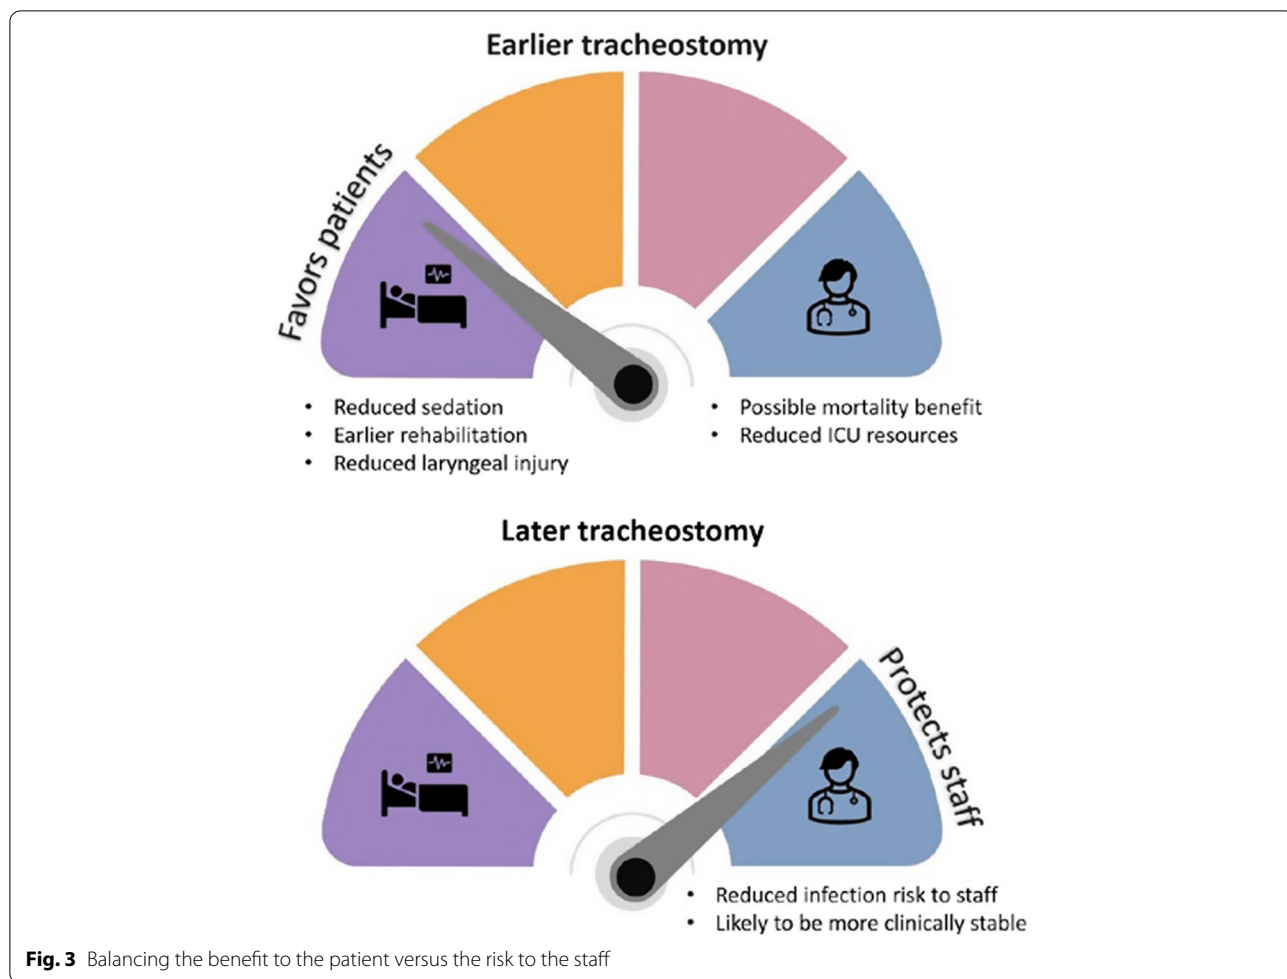 Earlier tracheostomy
Favors patients
• Reduced sedation
• Earlier rehabilitation
• Reduced laryngeal injury
• Possible mortality benefit
• Reduced ICU resources
Later tracheostomy
Protects staff
• Reduced infection risk to staff
• Likely to be more clinically stable
Fig. 3 Balancing the benefit to the patient versus the risk to the staff